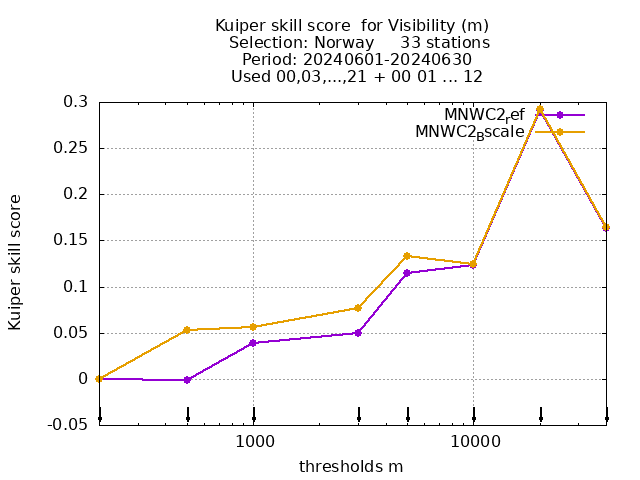 Kuiper skill score for Visibility (m)
Selection: Norway 33 stations
Period: 20240601-20240630
Used 00,03,...,21 + 00 01 ... 12
0.3
0.25
0.2
0.15
0.1
0.05
0
-0.05
Kuiper skill score
MNWC2ref
MNWC2Bscale
1000
10000
thresholds m